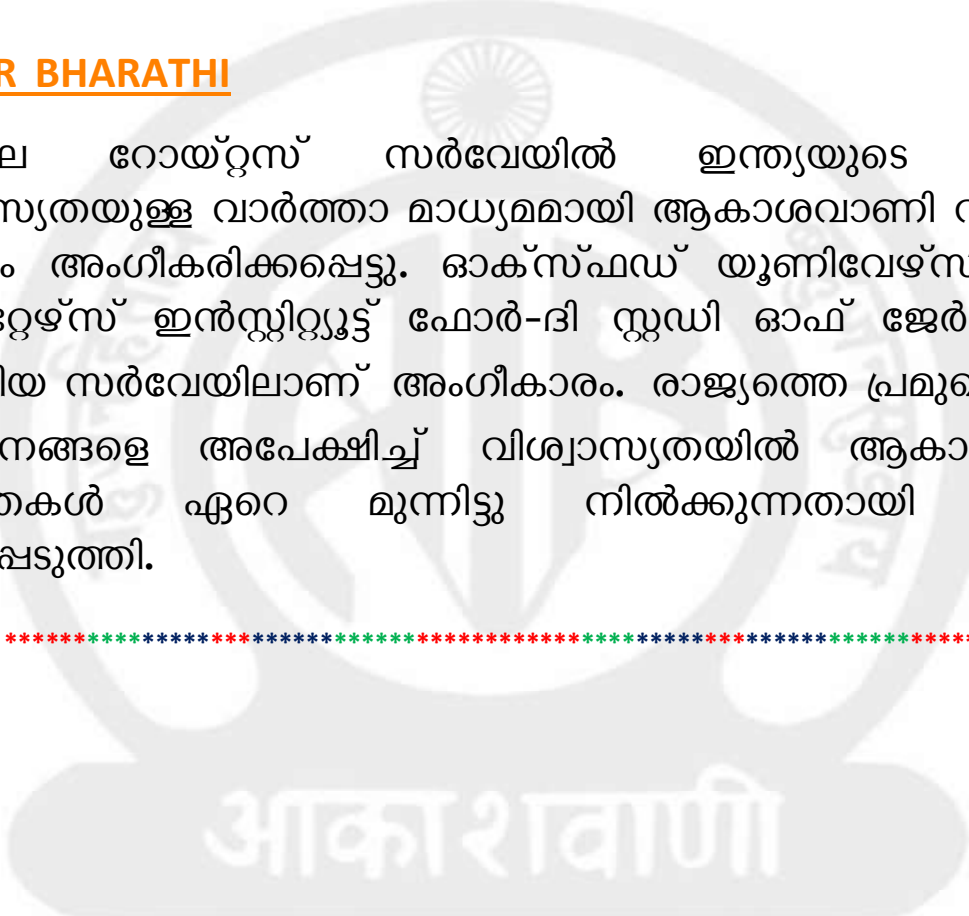 R BHARATHI
ല റോയ്റ്റസ് സർവേയിൽ ഇന്ത്യയുടെ
സ്യതയുള്ള വാർത്താ മാധ്യമമായി ആകാശവാണി
ം അംഗീകരിക്കപ്പെട്ടു. ഓക്സ്ഫഡ് യൂണിവേഴ്സ
റ്റേഴ്സ് ഇൻസ്റ്റിറ്റ്യൂട്ട് ഫോർ-ദി സ്റ്റഡി ഓഫ് ജേർ
ിയ സർവേയിലാണ് അംഗീകാരം. രാജ്യത്തെ പ്രമുഖ
നങ്ങളെ അപേക്ഷിച്ച് വിശ്വാസ്യതയിൽ ആകാ
തകൾ ഏറെ മുന്നിട്ടു നിൽക്കുന്നതായി
പ്പെടുത്തി.
आकाशवाणी